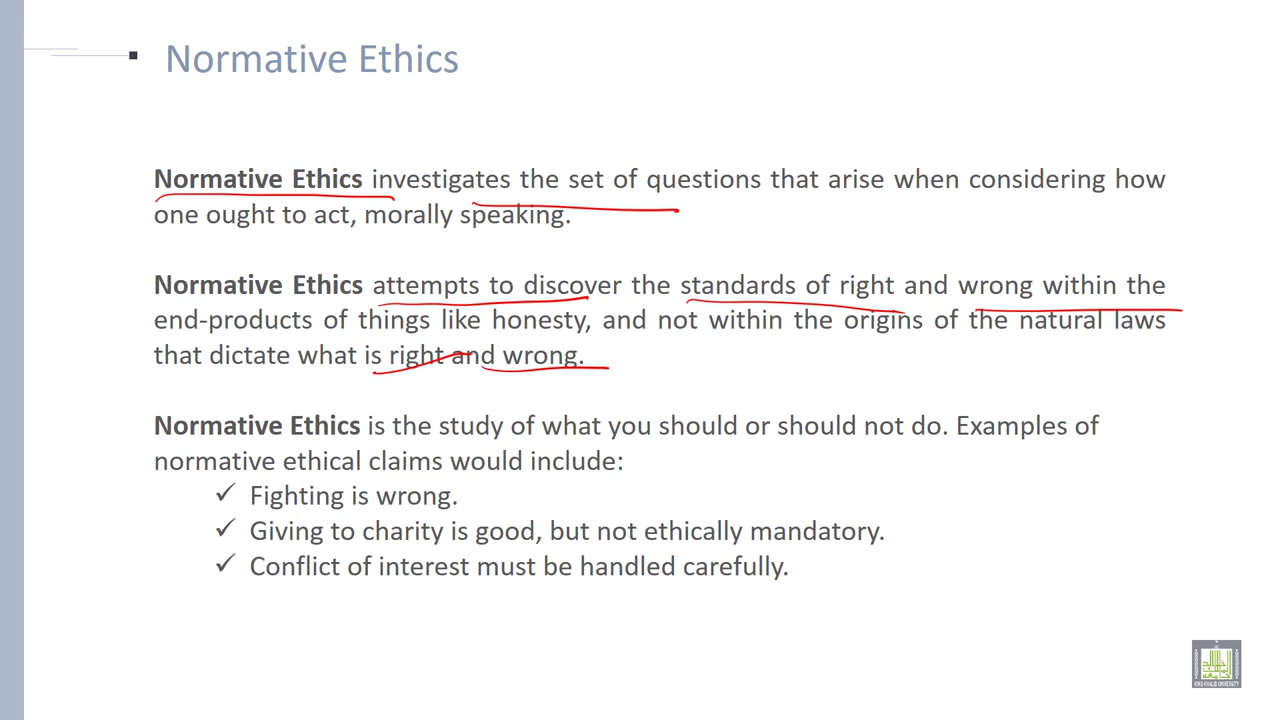 Normative Ethics
Normative Ethics investigates the set of questions that arise when considering how
one ought to act, morally speaking.
Normative Ethics attempts to discover the standards of right and wrong within the
end-products of things like honesty, and not within the origins of the natural laws
that dictate what is right and wrong.
Normative Ethics is the study of what you should or should not do. Examples of
normative ethical claims would include:
✓ Fighting is wrong.
✓ Giving to charity is good, but not ethically mandatory.
✓ Conflict of interest must be handled carefully.
KING KHALID UNIVERSITY